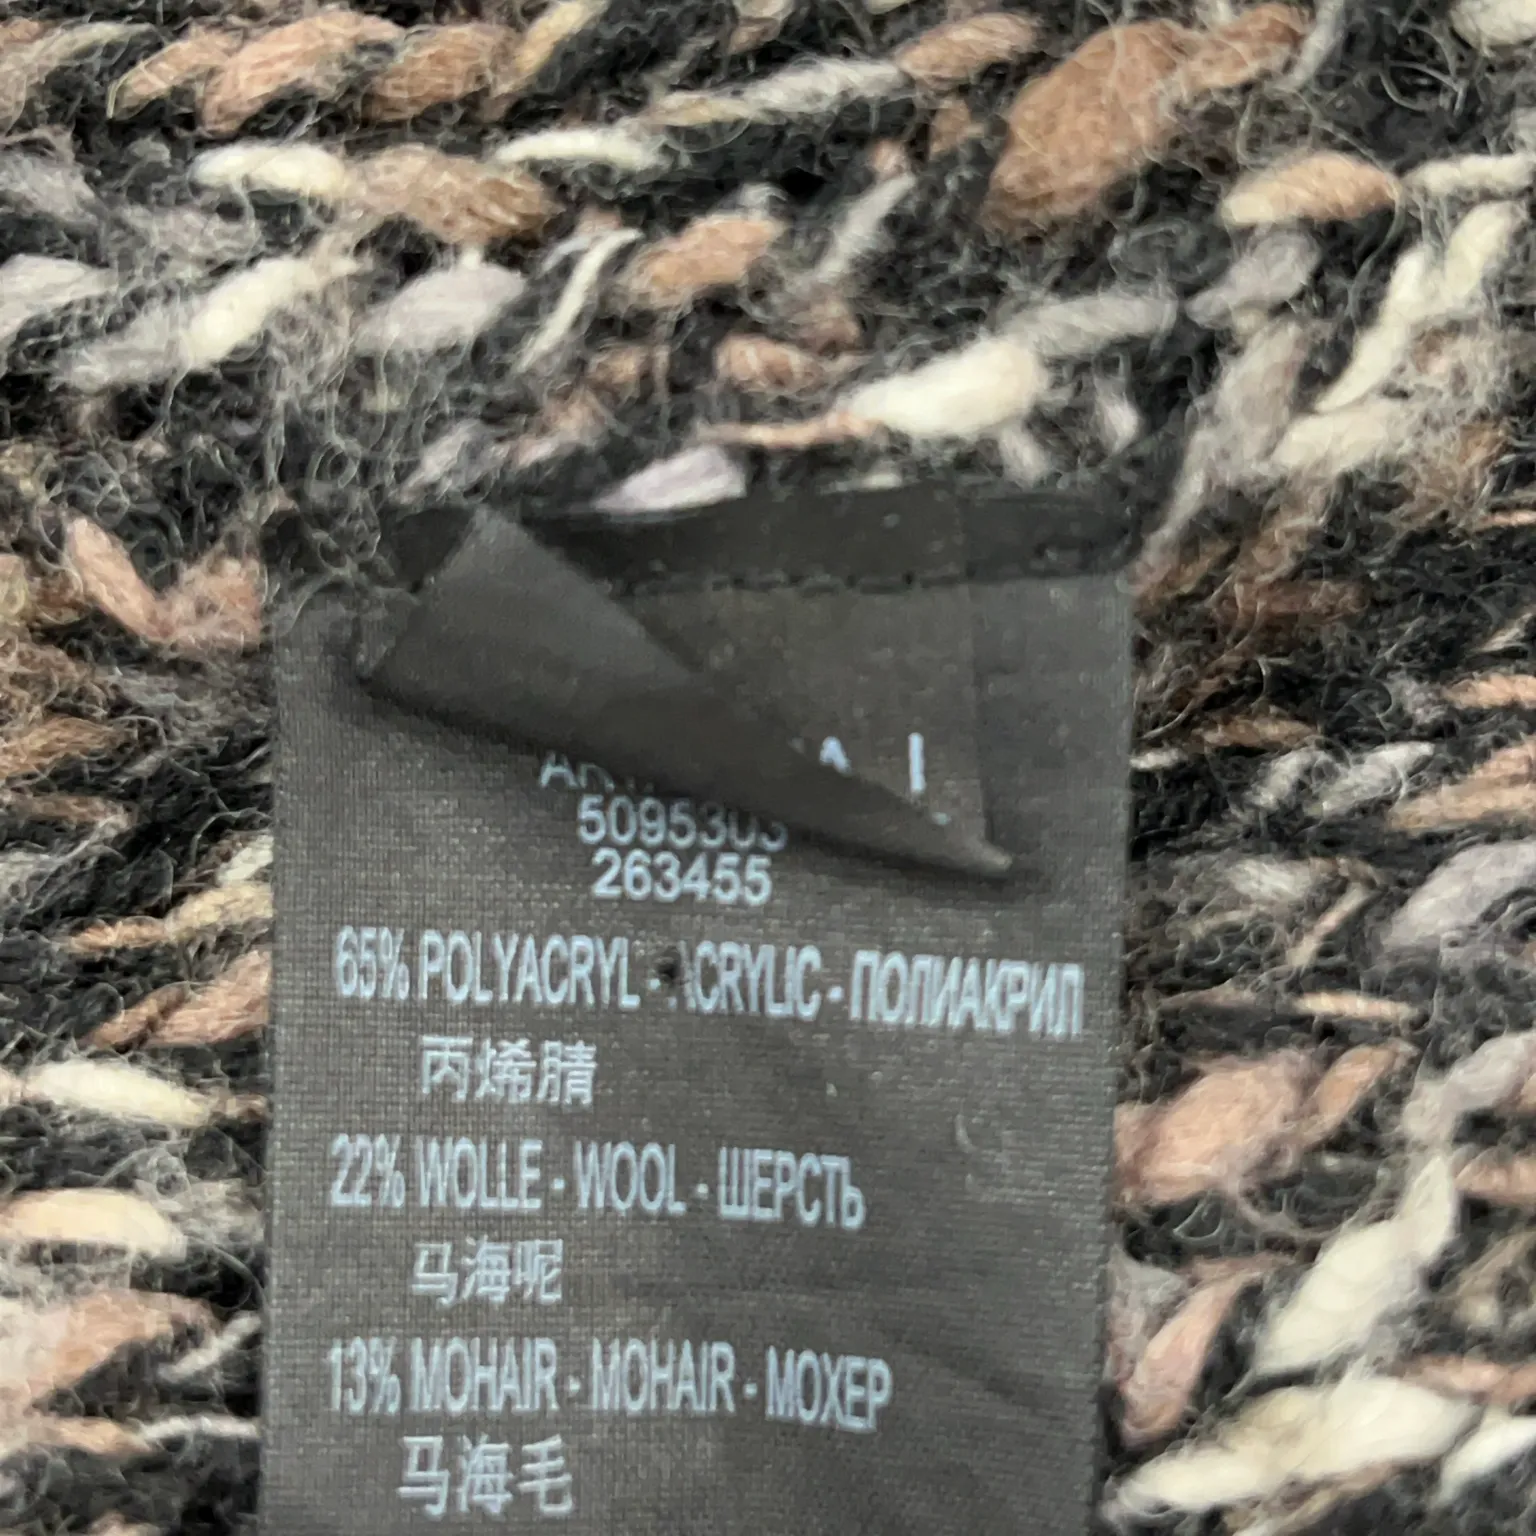 5095303
263455
65% POLYACRYL - ACRYLIC - ПОЛИАКРИЛ
丙烯腈
22% WOLLE - WOOL - ШЕРСТЬ
马海呢
13% MOHAIR - MOHAIR - МОХЕР
马海毛